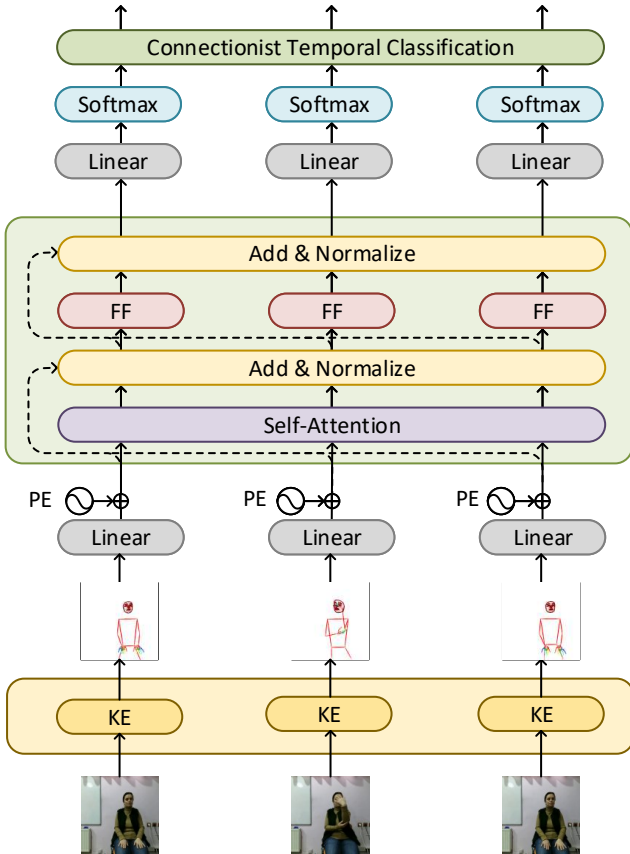 Connectionist Temporal Classification
Softmax Softmax Softmax
Linear Linear Linear
Add & Normalize
FF FF FF
Add & Normalize
Self-Attention
PE PE PE
Linear Linear Linear
KE KE KE